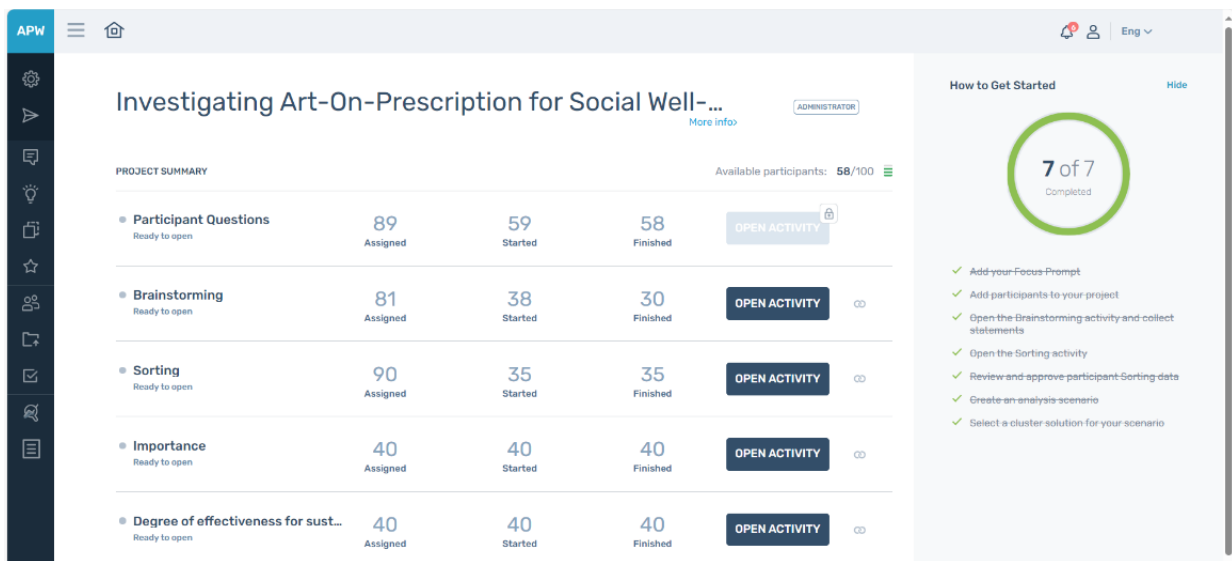 APW
6
Eng
Investigating Art-On-Prescription for Social Well-...
More info>
ADMINISTRATOR
PROJECT SUMMARY
Available participants: 58/100
Participant Questions
Ready to open
89
Assigned
59
Started
58
Finished
OPEN ACTIVITY
Brainstorming
Ready to open
81
Assigned
38
Started
30
Finished
OPEN ACTIVITY
Sorting
Ready to open
90
Assigned
35
Started
35
Finished
OPEN ACTIVITY
Importance
Ready to open
40
Assigned
40
Started
40
Finished
OPEN ACTIVITY
Degree of effectiveness for sust...
Ready to open
40
Assigned
40
Started
40
Finished
OPEN ACTIVITY
How to Get Started
Hide
7 of 7
Completed
Add your Focus Prompt
Add participants to your project
Open the Brainstorming activity and collect
statements
Open the Sorting activity
Review and approve participant Sorting data
Create an analysis scenario
Select a cluster solution for your scenario